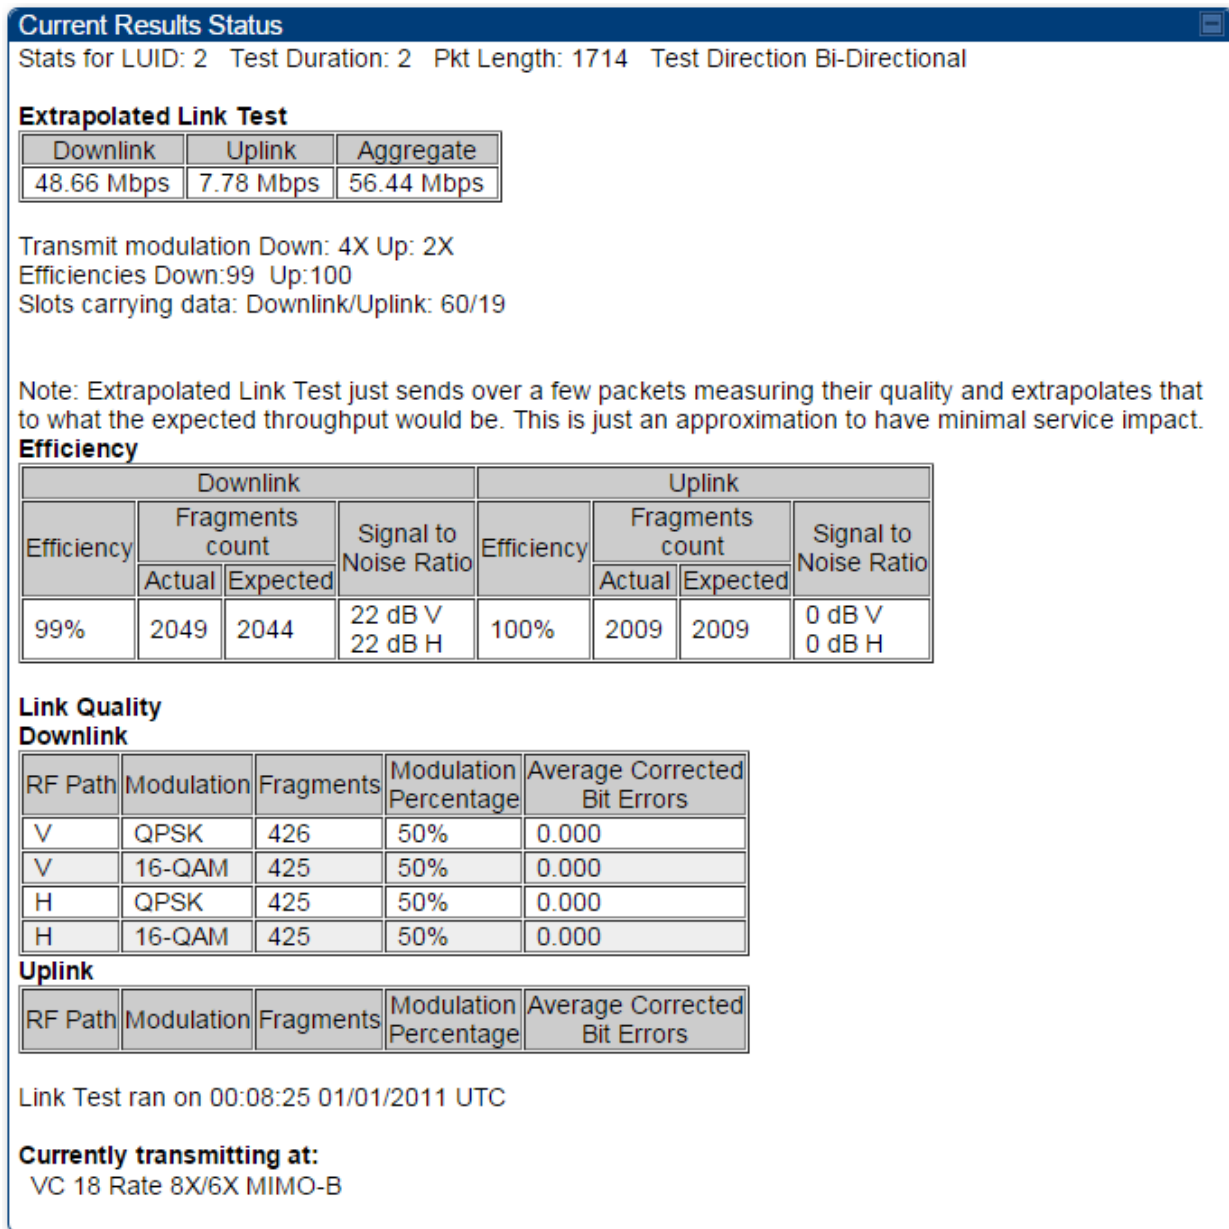 Current Results Status
Stats for LUID: 2 Test Duration: 2 Pkt Length: 1714 Test Direction Bi-Directional
Extrapolated Link Test
Downlink Uplink Aggregate
48.66 Mbps 7.78 Mbps 56.44 Mbps
Transmit modulation Down: 4X Up: 2X
Efficiencies Down:99 Up:100
Slots carrying data: Downlink/Uplink: 60/19
Note: Extrapolated Link Test just sends over a few packets measuring their quality and extrapolates that
to what the expected throughput would be. This is just an approximation to have minimal service impact.
Efficiency
Downlink Uplink
Efficiency Fragments count Signal to Noise Ratio Efficiency Fragments count Signal to Noise Ratio
Actual Expected Actual Expected
99% 2049 2044 22 dB V 22 dB H 100% 2009 2009 0 dB V 0 dB H
Link Quality
Downlink
RF Path Modulation Fragments Modulation Percentage Average Corrected Bit Errors
V QPSK 426 50% 0.000
V 16-QAM 425 50% 0.000
H QPSK 425 50% 0.000
H 16-QAM 425 50% 0.000
Uplink
RF Path Modulation Fragments Modulation Percentage Average Corrected Bit Errors
Link Test ran on 00:08:25 01/01/2011 UTC
Currently transmitting at:
VC 18 Rate 8X/6X MIMO-B